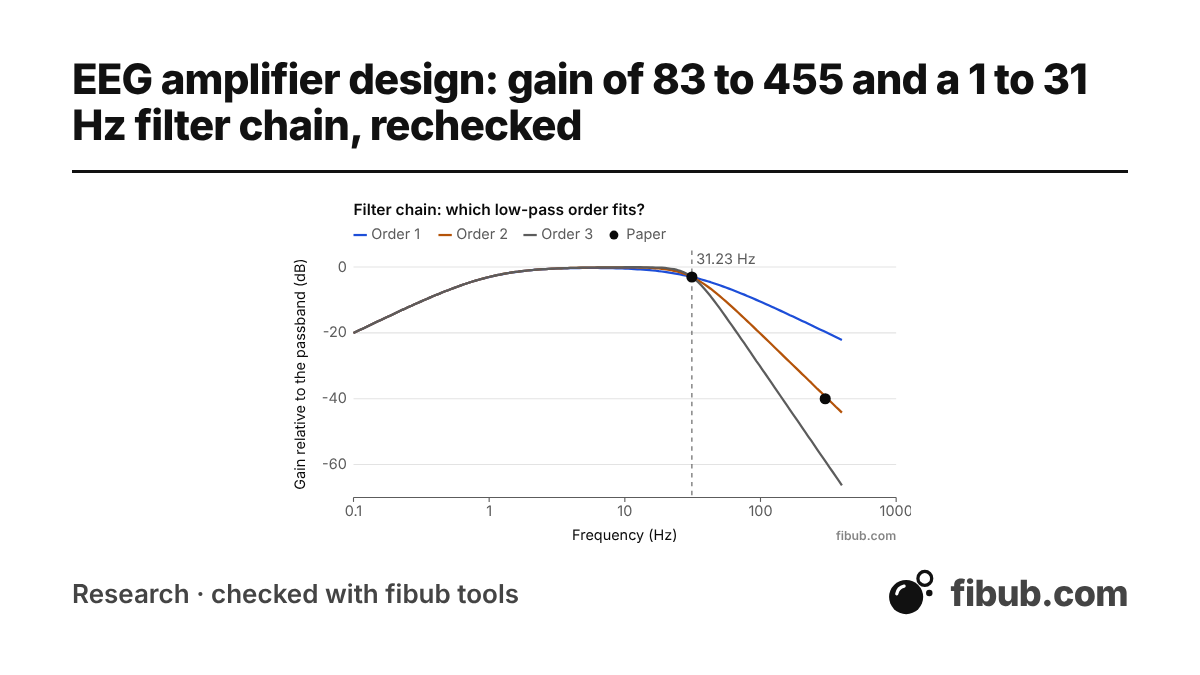 EEG amplifier design: gain of 83 to 455 and a 1 to 31
Hz filter chain, rechecked
Filter chain: which low-pass order fits?
Order 1 Order 2 Order 3 Paper
31.23 Hz
Gain relative to the passband (dB)
0
-20
-40
-60
0.1 1 10 100 1000
Frequency (Hz)
fibub.com
Research · checked with fibub tools
fibub.com